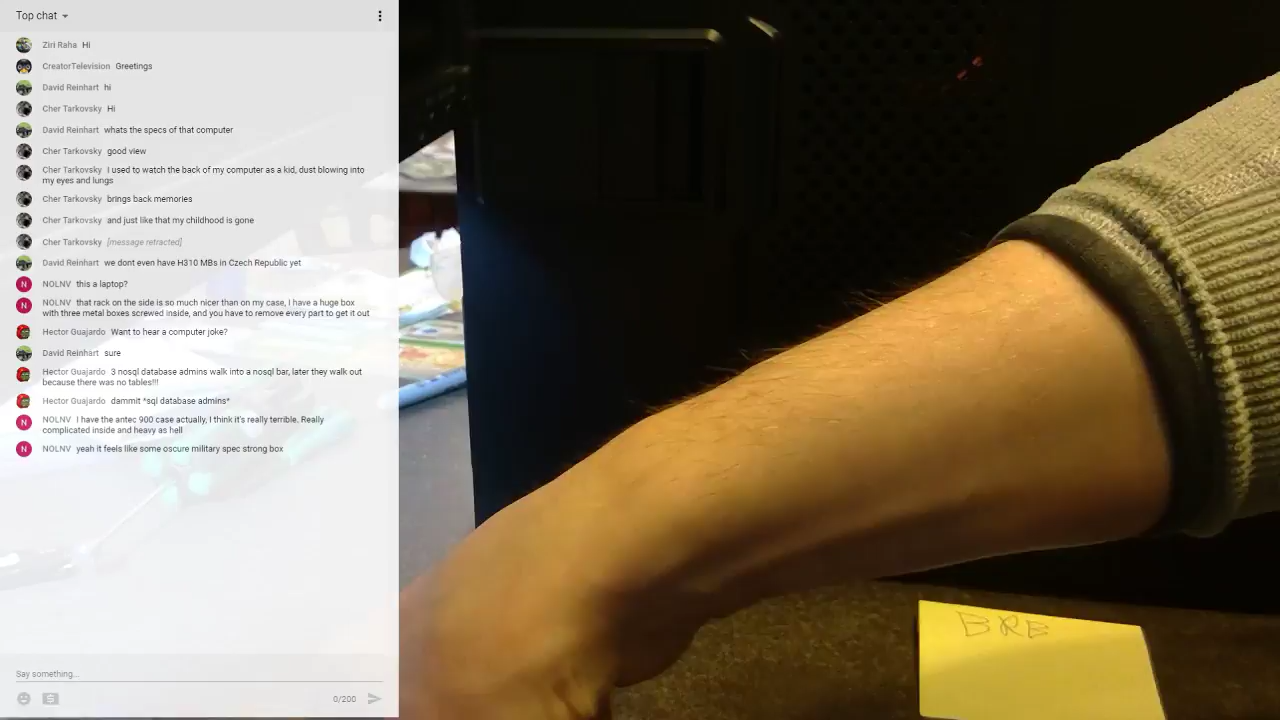 Top chat
Ziri Raha Hi
CreatorTelevision Greetings
David Reinhart hi
Cher Tarkovsky Hi
David Reinhart whats the specs of that computer
Cher Tarkovsky good view
Cher Tarkovsky I used to watch the back of my computer as a kid, dust blowing into
my eyes and lungs
Cher Tarkovsky brings back memories
Cher Tarkovsky and just like that my childhood is gone
Cher Tarkovsky [message retracted]
David Reinhart we dont even have H310 MBs in Czech Republic yet
N NOLNV this a laptop?
N NOLNV that rack on the side is so much nicer than on my case, I have a huge box
with three metal boxes screwed inside, and you have to remove every part to get it out
Hector Guajardo Want to hear a computer joke?
David Reinhart sure
Hector Guajardo 3 nosql database admins walk into a nosql bar, later they walk out
because there was no tables!!!
Hector Guajardo dammit *sql database admins*
N NOLNV I have the antec 900 case actually, I think it's really terrible. Really
complicated inside and heavy as hell
N NOLNV yeah it feels like some oscure military spec strong box
Say something...
0/200
BRB